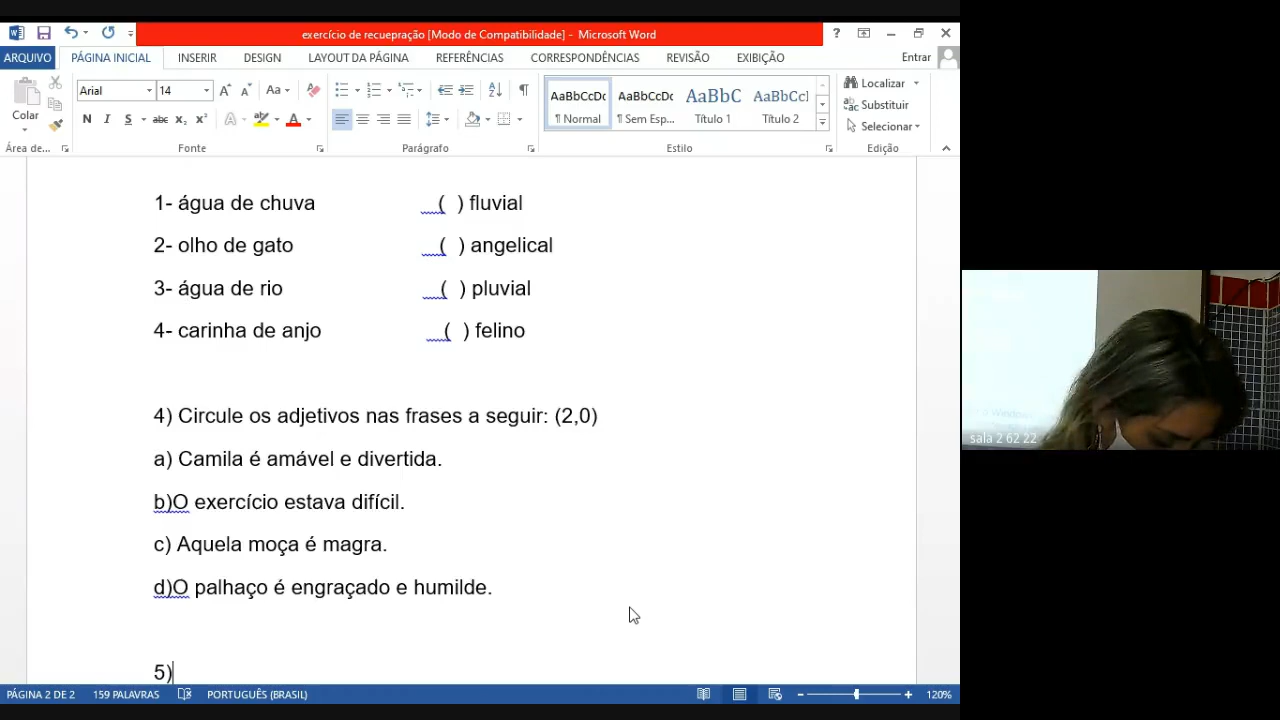 exercício de recuepração [Modo de Compatibilidade] - Microsoft Word
?
ARQUIVO PÁGINA INICIAL INSERIR DESIGN LAYOUT DA PÁGINA REFERÊNCIAS CORRESPONDÊNCIAS REVISÃO EXIBIÇÃO Entrar
Colar
Arial 14
Aa
N I S abc x₂ x²
AaBbCcDc AaBbCcDc AaBbC AaBbCcI
¶ Normal ¶ Sem Esp... Título 1 Título 2
Localizar
Substituir
Selecionar
Área de... Fonte Parágrafo Estilo Edição
1- água de chuva ( ) fluvial
2- olho de gato ( ) angelical
3- água de rio ( ) pluvial
4- carinha de anjo ( ) felino
4) Circule os adjetivos nas frases a seguir: (2,0)
a) Camila é amável e divertida.
b)O exercício estava difícil.
c) Aquela moça é magra.
d)O palhaço é engraçado e humilde.
5)
PÁGINA 2 DE 2 159 PALAVRAS PORTUGUÊS (BRASIL) 120%
sala 2 62 22